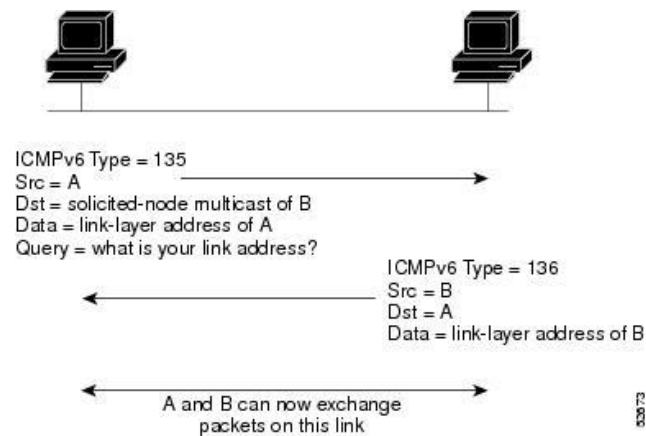 ICMPv6 Type = 135
Src = A
Dst = solicited-node multicast of B
Data = link-layer address of A
Query = what is your link address?
ICMPv6 Type = 136
Src = B
Dst = A
Data = link-layer address of B
A and B can now exchange
packets on this link
52673